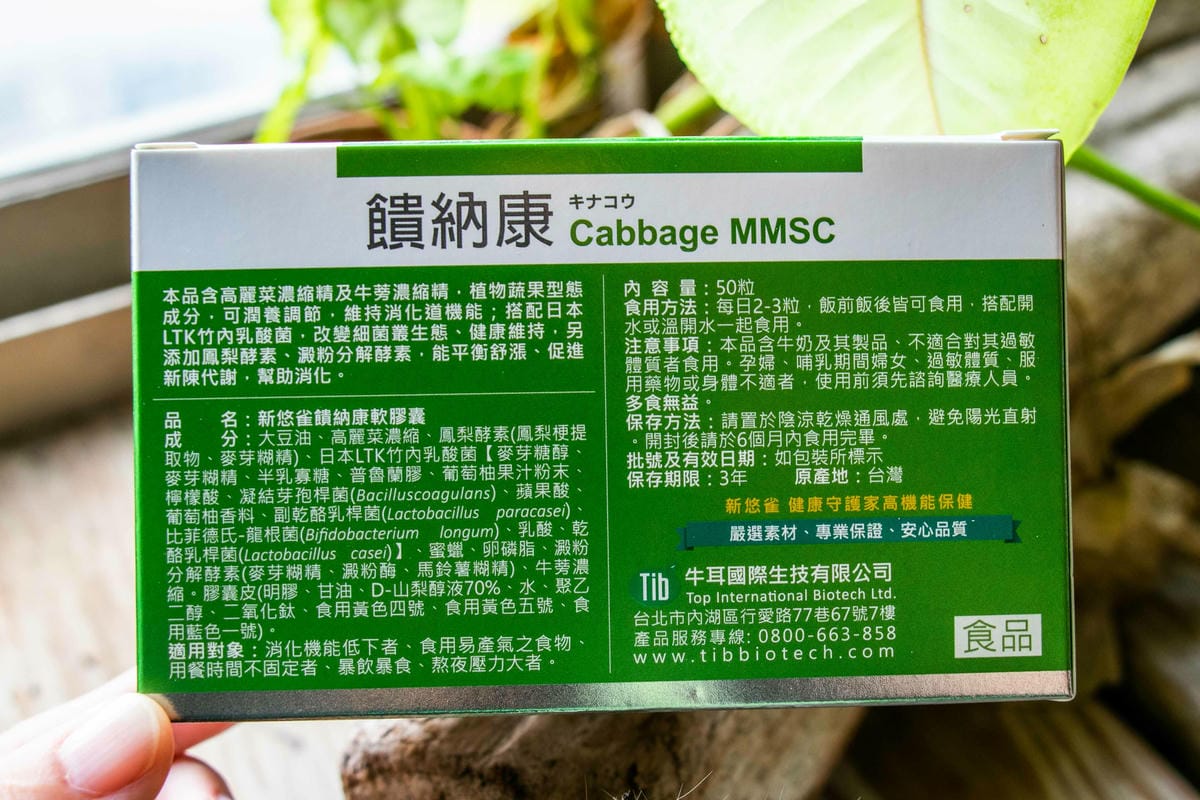 饋納康
キナコウ
Cabbage MMSC
本品含高麗菜濃縮精及牛蒡濃縮精，植物蔬果型態
成分，可潤養調節，維持消化道機能；搭配日本
LTK竹內乳酸菌，改變細菌叢生態、健康維持，另
添加鳳梨酵素、澱粉分解酵素，能平衡舒漲、促進
新陳代謝，幫助消化。
品　　名：新悠雀饋納康軟膠囊
成　　分：大豆油、高麗菜濃縮、鳳梨酵素(鳳梨梗提
取物、麥芽糊精)、日本LTK竹內乳酸菌【麥芽糖醇、
麥芽糊精、半乳寡糖、普魯蘭膠、葡萄柚果汁粉末、
檸檬酸、凝結芽孢桿菌(Bacilluscoagulans)、蘋果酸、
葡萄柚香料、副乾酪乳桿菌(Lactobacillus paracasei)、
比菲德氏-龍根菌(Bifidobacterium longum)、乳酸、乾
酪乳桿菌(Lactobacillus casei)】、蜜蠟、卵磷脂、澱粉
分解酵素(麥芽糊精、澱粉酶、馬鈴薯糊精)、牛蒡濃
縮。膠囊皮(明膠、甘油、D-山梨醇液70%、水、聚乙
二醇、二氧化鈦、食用黃色四號、食用黃色五號、食
用藍色一號)。
適用對象：消化機能低下者、食用易產氣之食物、
用餐時間不固定者、暴飲暴食、熬夜壓力大者。
內 容 量：50粒
食用方法：每日2-3粒，飯前飯後皆可食用，搭配開
水或溫開水一起食用。
注意事項：本品含牛奶及其製品、不適合對其過敏
體質者食用。孕婦、哺乳期間婦女、過敏體質、服
用藥物或身體不適者，使用前須先諮詢醫療人員。
多食無益。
保存方法：請置於陰涼乾燥通風處，避免陽光直射
。開封後請於6個月內食用完畢。
批號及有效日期：如包裝所標示
保存期限：3年　　原產地：台灣
新悠雀 健康守護家高機能保健
嚴選素材、專業保證、安心品質
Tib 牛耳國際生技有限公司
Top International Biotech Ltd.
台北市內湖區行愛路77巷67號7樓
產品服務專線: 0800-663-858
www.tibbiotech.com
食品